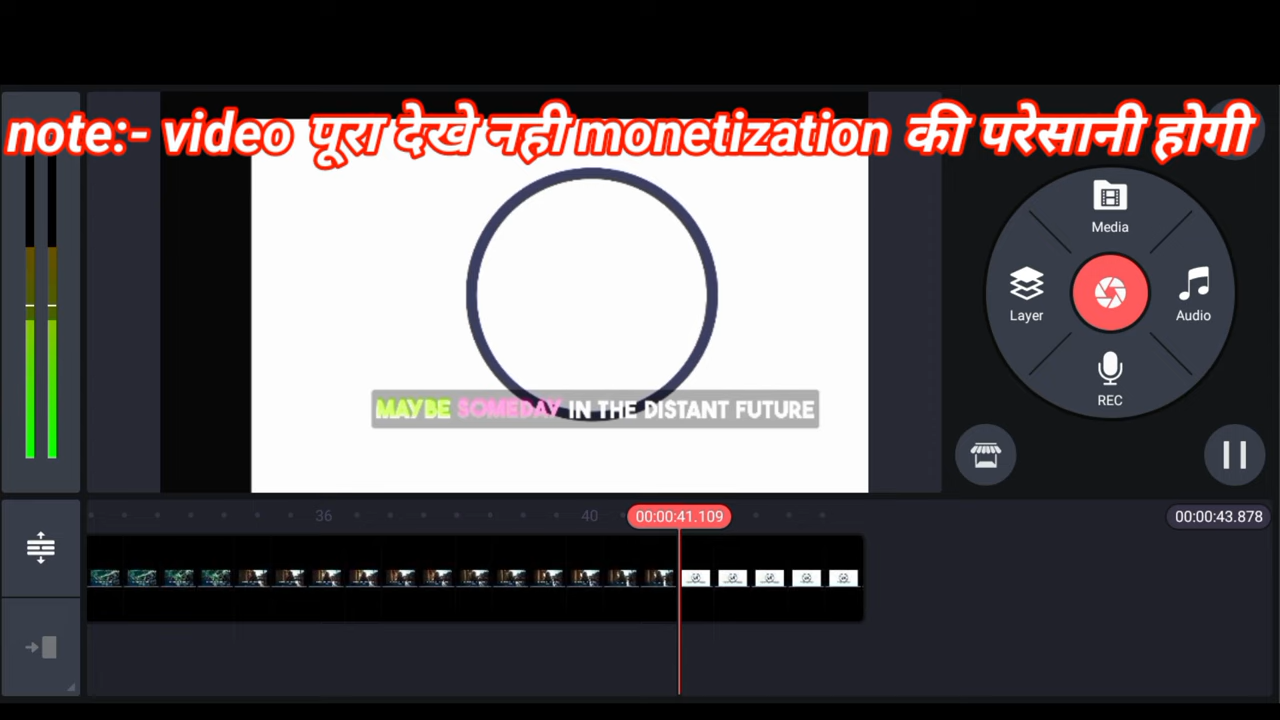 note:- video पूरा देखे नही monetization की परेसानी होगी
Media
Layer
Audio
REC
MAYBE SOMEDAY IN THE DISTANT FUTURE
36
40
00:00:41.109
00:00:43.878